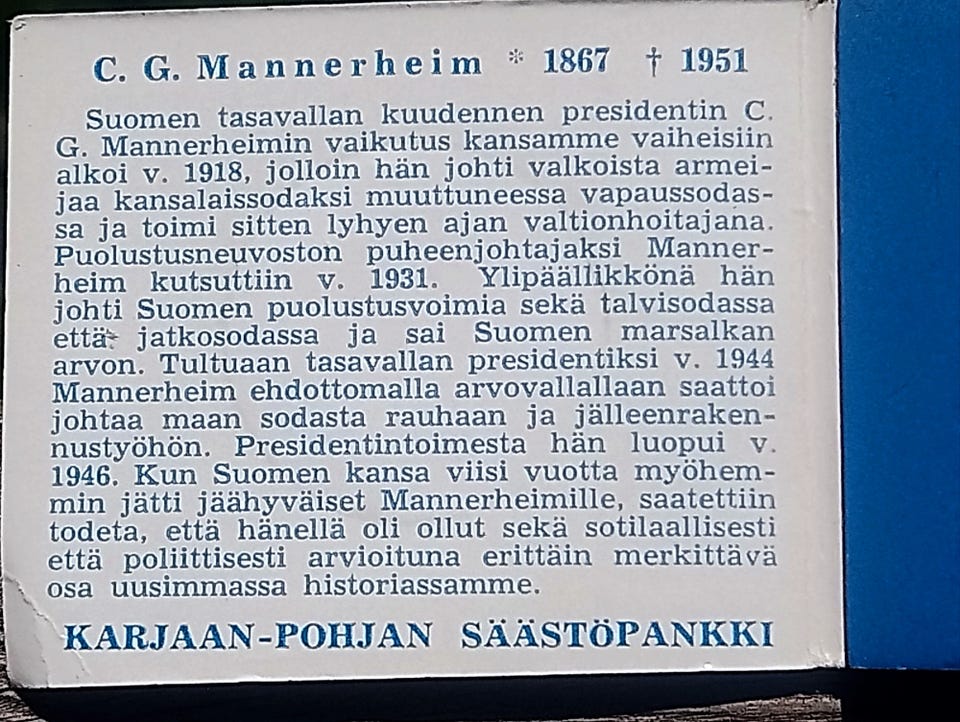 C. G. Mannerheim * 1867 † 1951
Suomen tasavallan kuudennen presidentin C.
G. Mannerheimin vaikutus kansamme vaiheisiin
alkoi v. 1918, jolloin hän johti valkoista armei-
jaa kansalaissodaksi muuttuneessa vapaussodas-
sa ja toimi sitten lyhyen ajan valtionhoitajana.
Puolustusneuvoston puheenjohtajaksi Manner-
heim kutsuttiin v. 1931. Ylipäällikkönä hän
johti Suomen puolustusvoimia sekä talvisodassa
että jatkosodassa ja sai Suomen marsalkan
arvon. Tultuaan tasavallan presidentiksi v. 1944
Mannerheim ehdottomalla arvovallallaan saattoi
johtaa maan sodasta rauhaan ja jälleenraken-
nustyöhön. Presidentintoimesta hän luopui v.
1946. Kun Suomen kansa viisi vuotta myöhem-
min jätti jäähyväiset Mannerheimille, saatettiin
todeta, että hänellä oli ollut sekä sotilaallisesti
että poliittisesti arvioituna erittäin merkittävä
osa uusimmassa historiassamme.
KARJAAN-POHJAN SÄÄSTÖPANKKI